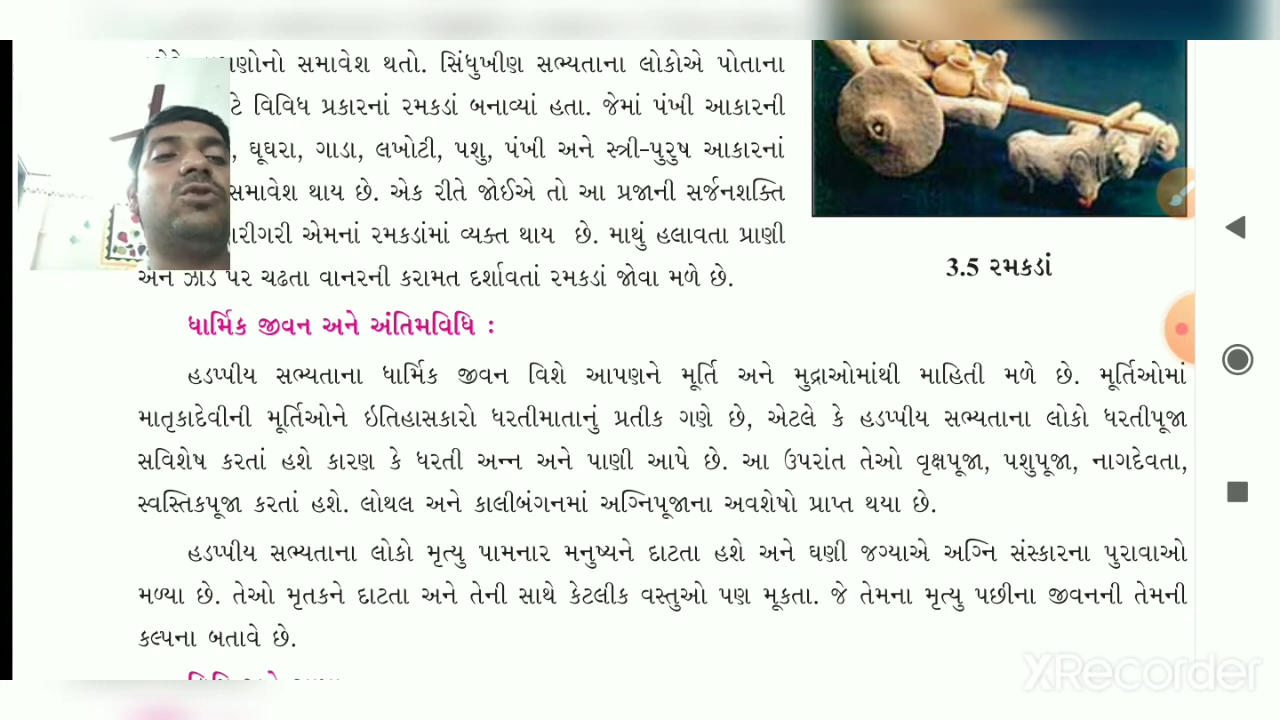 સમાવેશ થતો. સિંધુખીણ સભ્યતાના લોકોએ પોતાના
વિવિધ પ્રકારનાં રમકડાં બનાવ્યાં હતા. જેમાં પંખી આકારની
ઘૂઘરા, ગાડા, લખોટી, પશુ, પંખી અને સ્ત્રી-પુરુષ આકારનાં
સમાવેશ થાય છે. એક રીતે જોઈએ તો આ પ્રજાની સર્જનશક્તિ
એમનાં રમકડાંમાં વ્યક્ત થાય છે. માથું હલાવતા પ્રાણી
અને ઝાડ પર ચઢતા વાનરની કરામત દર્શાવતાં રમકડાં જોવા મળે છે.
3.5 રમકડાં
ધાર્મિક જીવન અને અંતિમવિધિ :
હડપ્પીય સભ્યતાના ધાર્મિક જીવન વિશે આપણને મૂર્તિ અને મુદ્રાઓમાંથી માહિતી મળે છે. મૂર્તિઓમાં
માતૃકાદેવીની મૂર્તિઓને ઇતિહાસકારો ધરતીમાતાનું પ્રતીક ગણે છે, એટલે કે હડપ્પીય સભ્યતાના લોકો ધરતીપૂજા
સવિશેષ કરતાં હશે કારણ કે ધરતી અન્ન અને પાણી આપે છે. આ ઉપરાંત તેઓ વૃક્ષપૂજા, પશુપૂજા, નાગદેવતા,
સ્વસ્તિકપૂજા કરતાં હશે. લોથલ અને કાલીબંગનમાં અગ્નિપૂજાના અવશેષો પ્રાપ્ત થયા છે.
હડપ્પીય સભ્યતાના લોકો મૃત્યુ પામનાર મનુષ્યને દાટતા હશે અને ઘણી જગ્યાએ અગ્નિ સંસ્કારના પુરાવાઓ
મળ્યા છે. તેઓ મૃતકને દાટતા અને તેની સાથે કેટલીક વસ્તુઓ પણ મૂકતા. જે તેમના મૃત્યુ પછીના જીવનની તેમની
કલ્પના બતાવે છે.
XRecorder